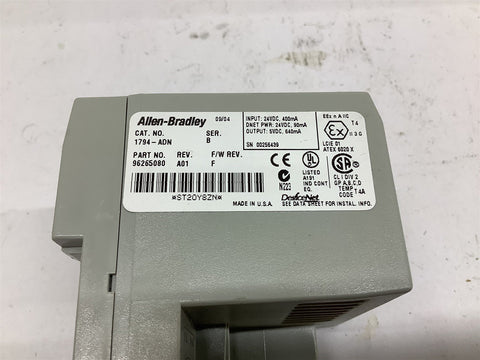 Allen-Bradley 09/04
CAT. NO. SER.
1794-ADN B
PART NO. REV. F/W REV.
96265080 A01 F
*ST20Y8ZN*
INPUT: 24VDC, 400mA
DNET PWR: 24VDC, 90mA
OUTPUT: 5VDC, 640mA
SN 00256439
EEx n A IIC
T4
Ex
II 3 G
LCIE 01
ATEX 6020 X
UL
LISTED
A191
IND CONT
EQ.
CL I DIV 2
GP A,B,C,D
TEMP
CODE T4A
N223
DeviceNet
MADE IN U.S.A. SEE DATA SHEET FOR INSTAL. INFO.